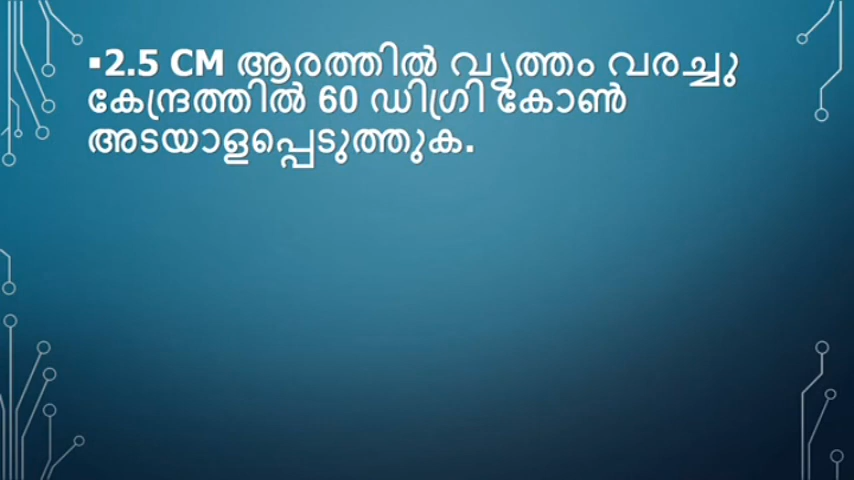 ▪2.5 CM ആരത്തിൽ വൃത്തം വരച്ചു
കേന്ദ്രത്തിൽ 60 ഡിഗ്രി കോൺ
അടയാളപ്പെടുത്തുക.